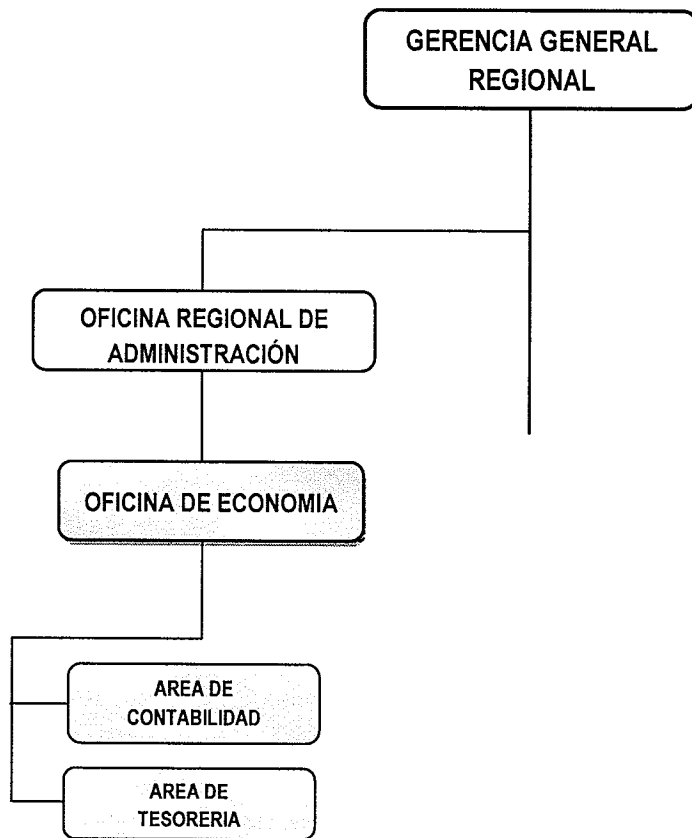 GERENCIA GENERAL
REGIONAL
OFICINA REGIONAL DE
ADMINISTRACIÓN
OFICINA DE ECONOMIA
AREA DE
CONTABILIDAD
AREA DE
TESORERIA